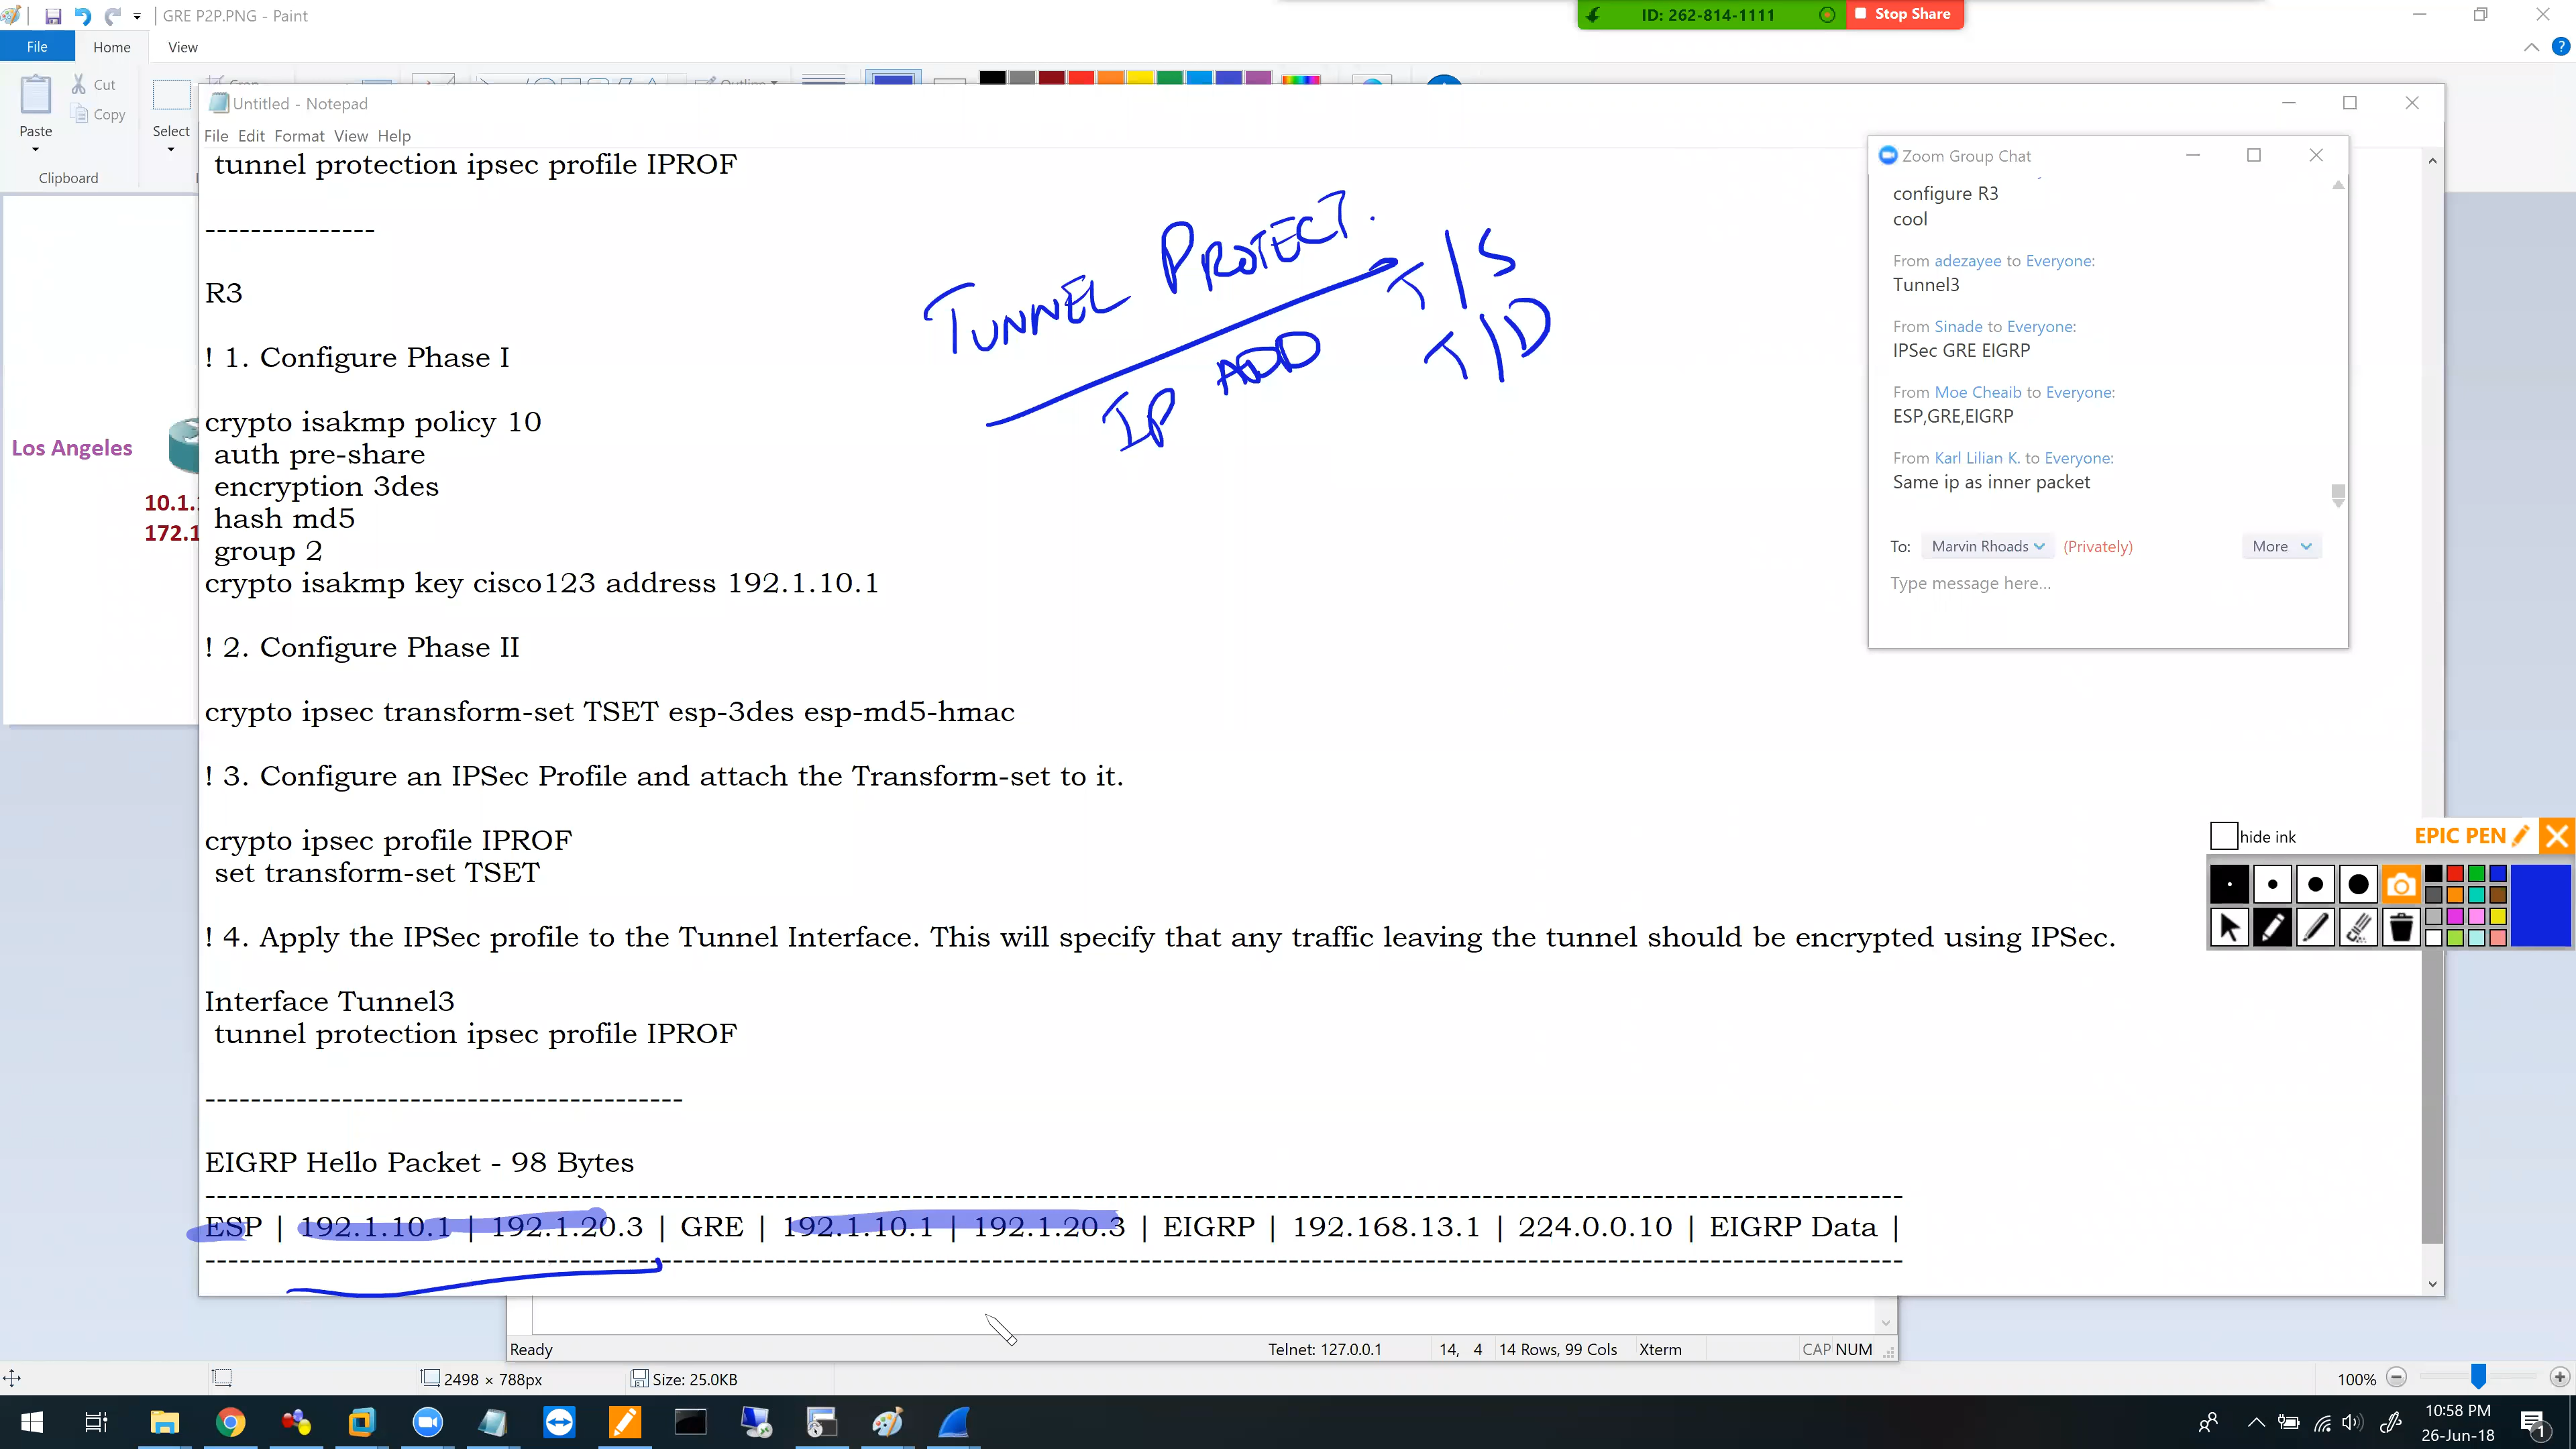 GRE P2P.PNG - Paint
ID: 262-814-1111
Stop Share
File
Home
View
Cut
Copy
Paste
Select
Clipboard
Untitled - Notepad
File Edit Format View Help
tunnel protection ipsec profile IPROF
---------------
R3
! 1. Configure Phase I
crypto isakmp policy 10
auth pre-share
encryption 3des
hash md5
group 2
crypto isakmp key cisco123 address 192.1.10.1
! 2. Configure Phase II
crypto ipsec transform-set TSET esp-3des esp-md5-hmac
! 3. Configure an IPSec Profile and attach the Transform-set to it.
crypto ipsec profile IPROF
set transform-set TSET
! 4. Apply the IPSec profile to the Tunnel Interface. This will specify that any traffic leaving the tunnel should be encrypted using IPSec.
Interface Tunnel3
tunnel protection ipsec profile IPROF
EIGRP Hello Packet - 98 Bytes
ESP | 192.1.10.1 | 192.1.20.3 | GRE | 192.1.10.1 | 192.1.20.3 | EIGRP | 192.168.13.1 | 224.0.0.10 | EIGRP Data |
TUNNEL PROTECT.
IP ADD
T/S
T/D
Los Angeles
10.1.
172.1
Zoom Group Chat
configure R3
cool
From adezayee to Everyone:
Tunnel3
From Sinade to Everyone:
IPSec GRE EIGRP
From Moe Cheaib to Everyone:
ESP,GRE,EIGRP
From Karl Lilian K. to Everyone:
Same ip as inner packet
To: Marvin Rhoads (Privately) More
Type message here...
hide ink
EPIC PEN
Ready
Telnet: 127.0.0.1
14, 4
14 Rows, 99 Cols
Xterm
CAP NUM
2498 × 788px
Size: 25.0KB
100%
10:58 PM
26-Jun-18
1